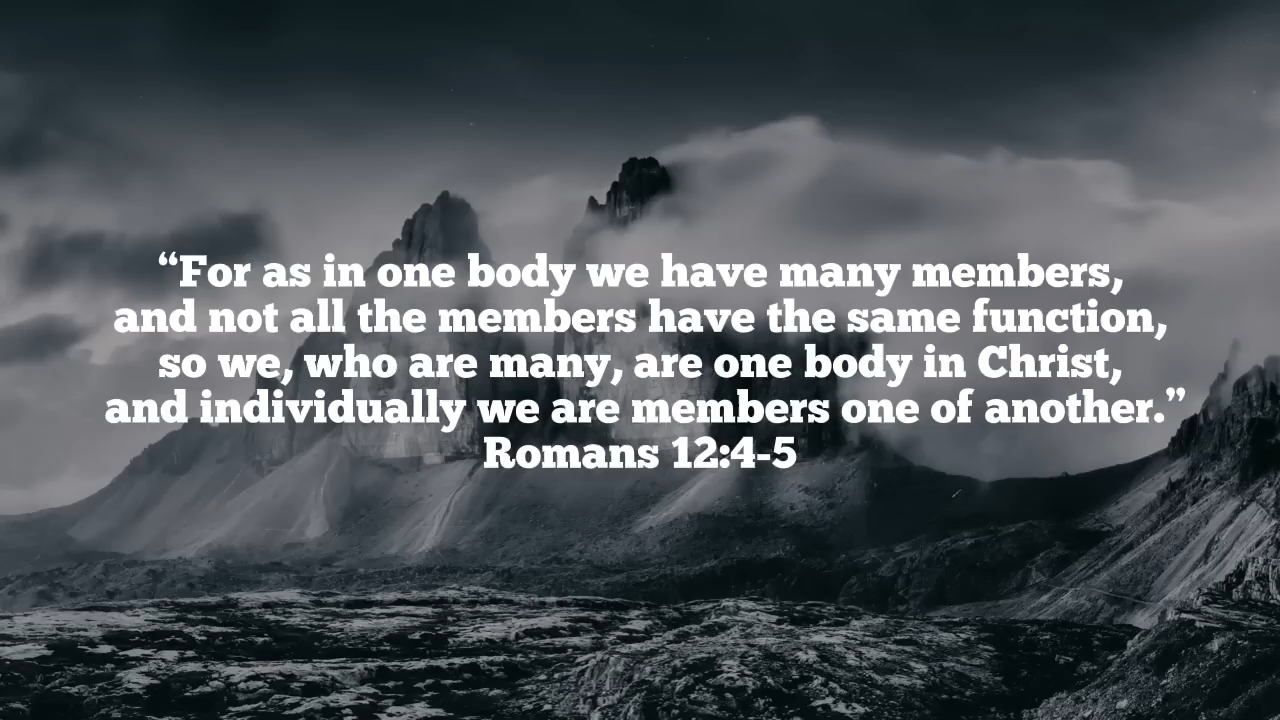 “For as in one body we have many members,
and not all the members have the same function,
so we, who are many, are one body in Christ,
and individually we are members one of another.”
Romans 12:4-5